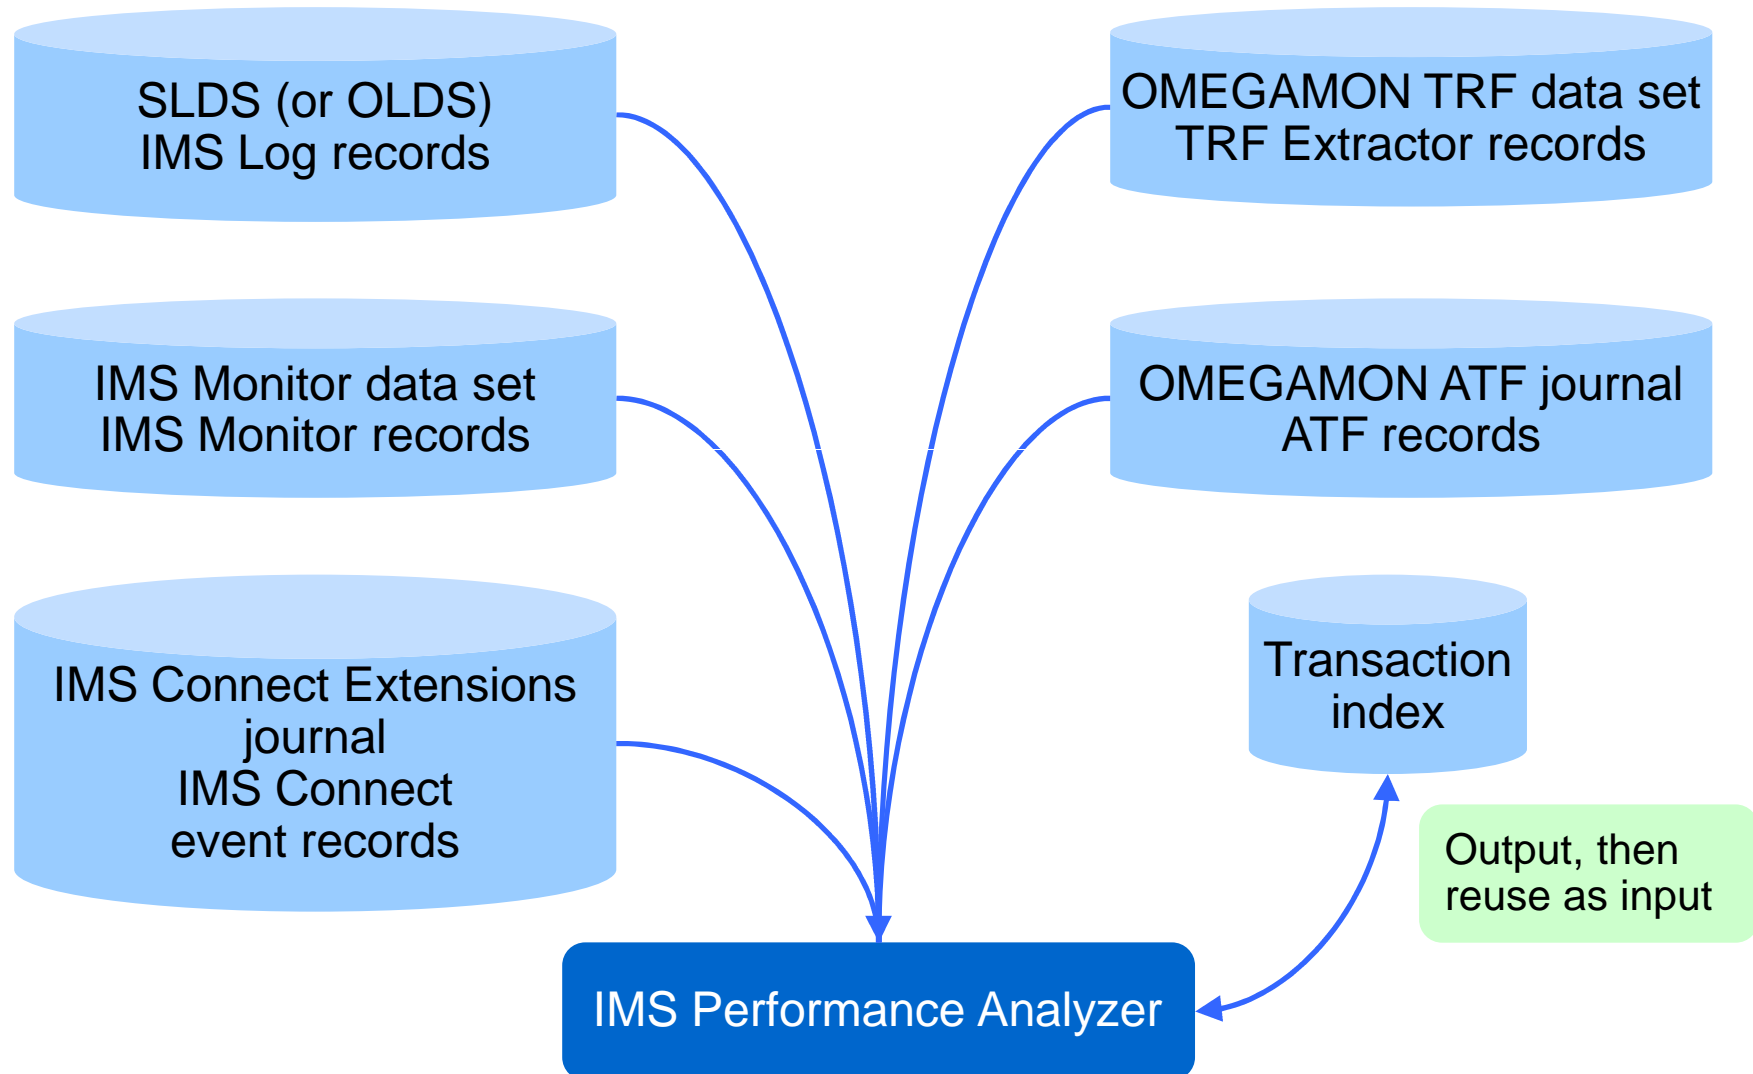 SLDS (or OLDS)
IMS Log records
OMEGAMON TRF data set
TRF Extractor records
IMS Monitor data set
IMS Monitor records
OMEGAMON ATF journal
ATF records
IMS Connect Extensions
journal
IMS Connect
event records
Transaction
index
Output, then
reuse as input
IMS Performance Analyzer